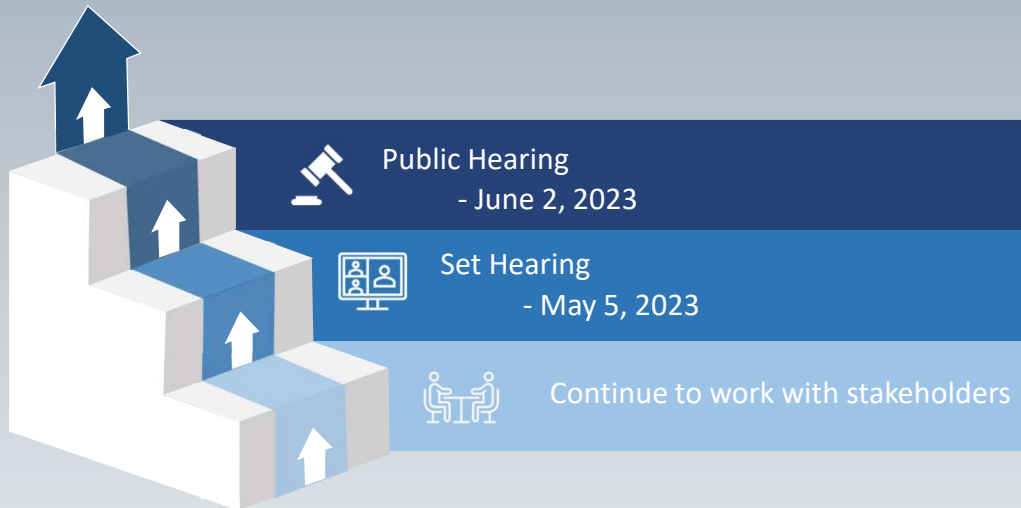 Public Hearing
- June 2, 2023
Set Hearing
- May 5, 2023
Continue to work with stakeholders